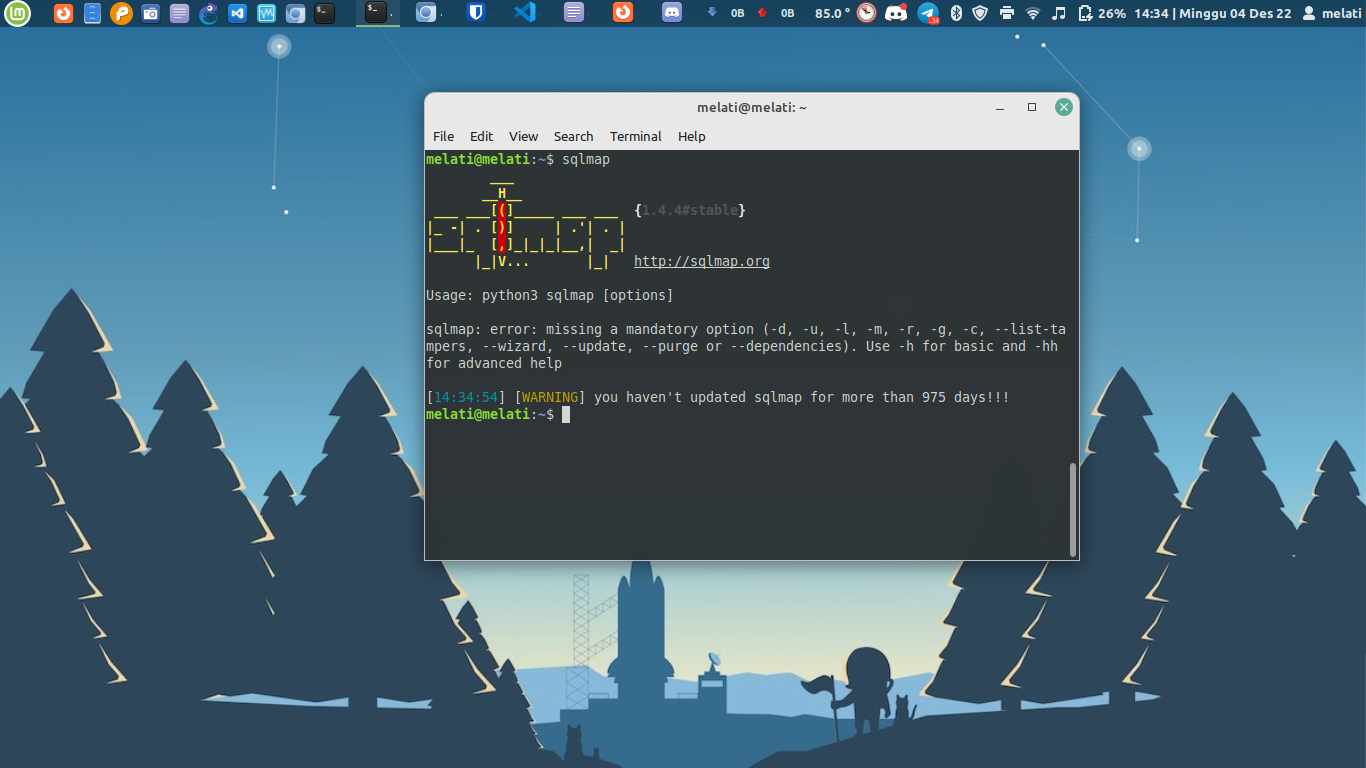 0B 0B 85.0 ° 34 26% 14:34 | Minggu 04 Des 22 melati
melati@melati: ~
File Edit View Search Terminal Help
melati@melati:~$ sqlmap
        ___
       __H__
 ___ ___[(]_____ ___ ___  {1.4.4#stable}
|_ -| . [)]     | .'| . |
|___|_  [,]_|_|_|__,|  _|
      |_|V...       |_|   http://sqlmap.org
Usage: python3 sqlmap [options]
sqlmap: error: missing a mandatory option (-d, -u, -l, -m, -r, -g, -c, --list-ta
mpers, --wizard, --update, --purge or --dependencies). Use -h for basic and -hh
for advanced help
[14:34:54] [WARNING] you haven't updated sqlmap for more than 975 days!!!
melati@melati:~$